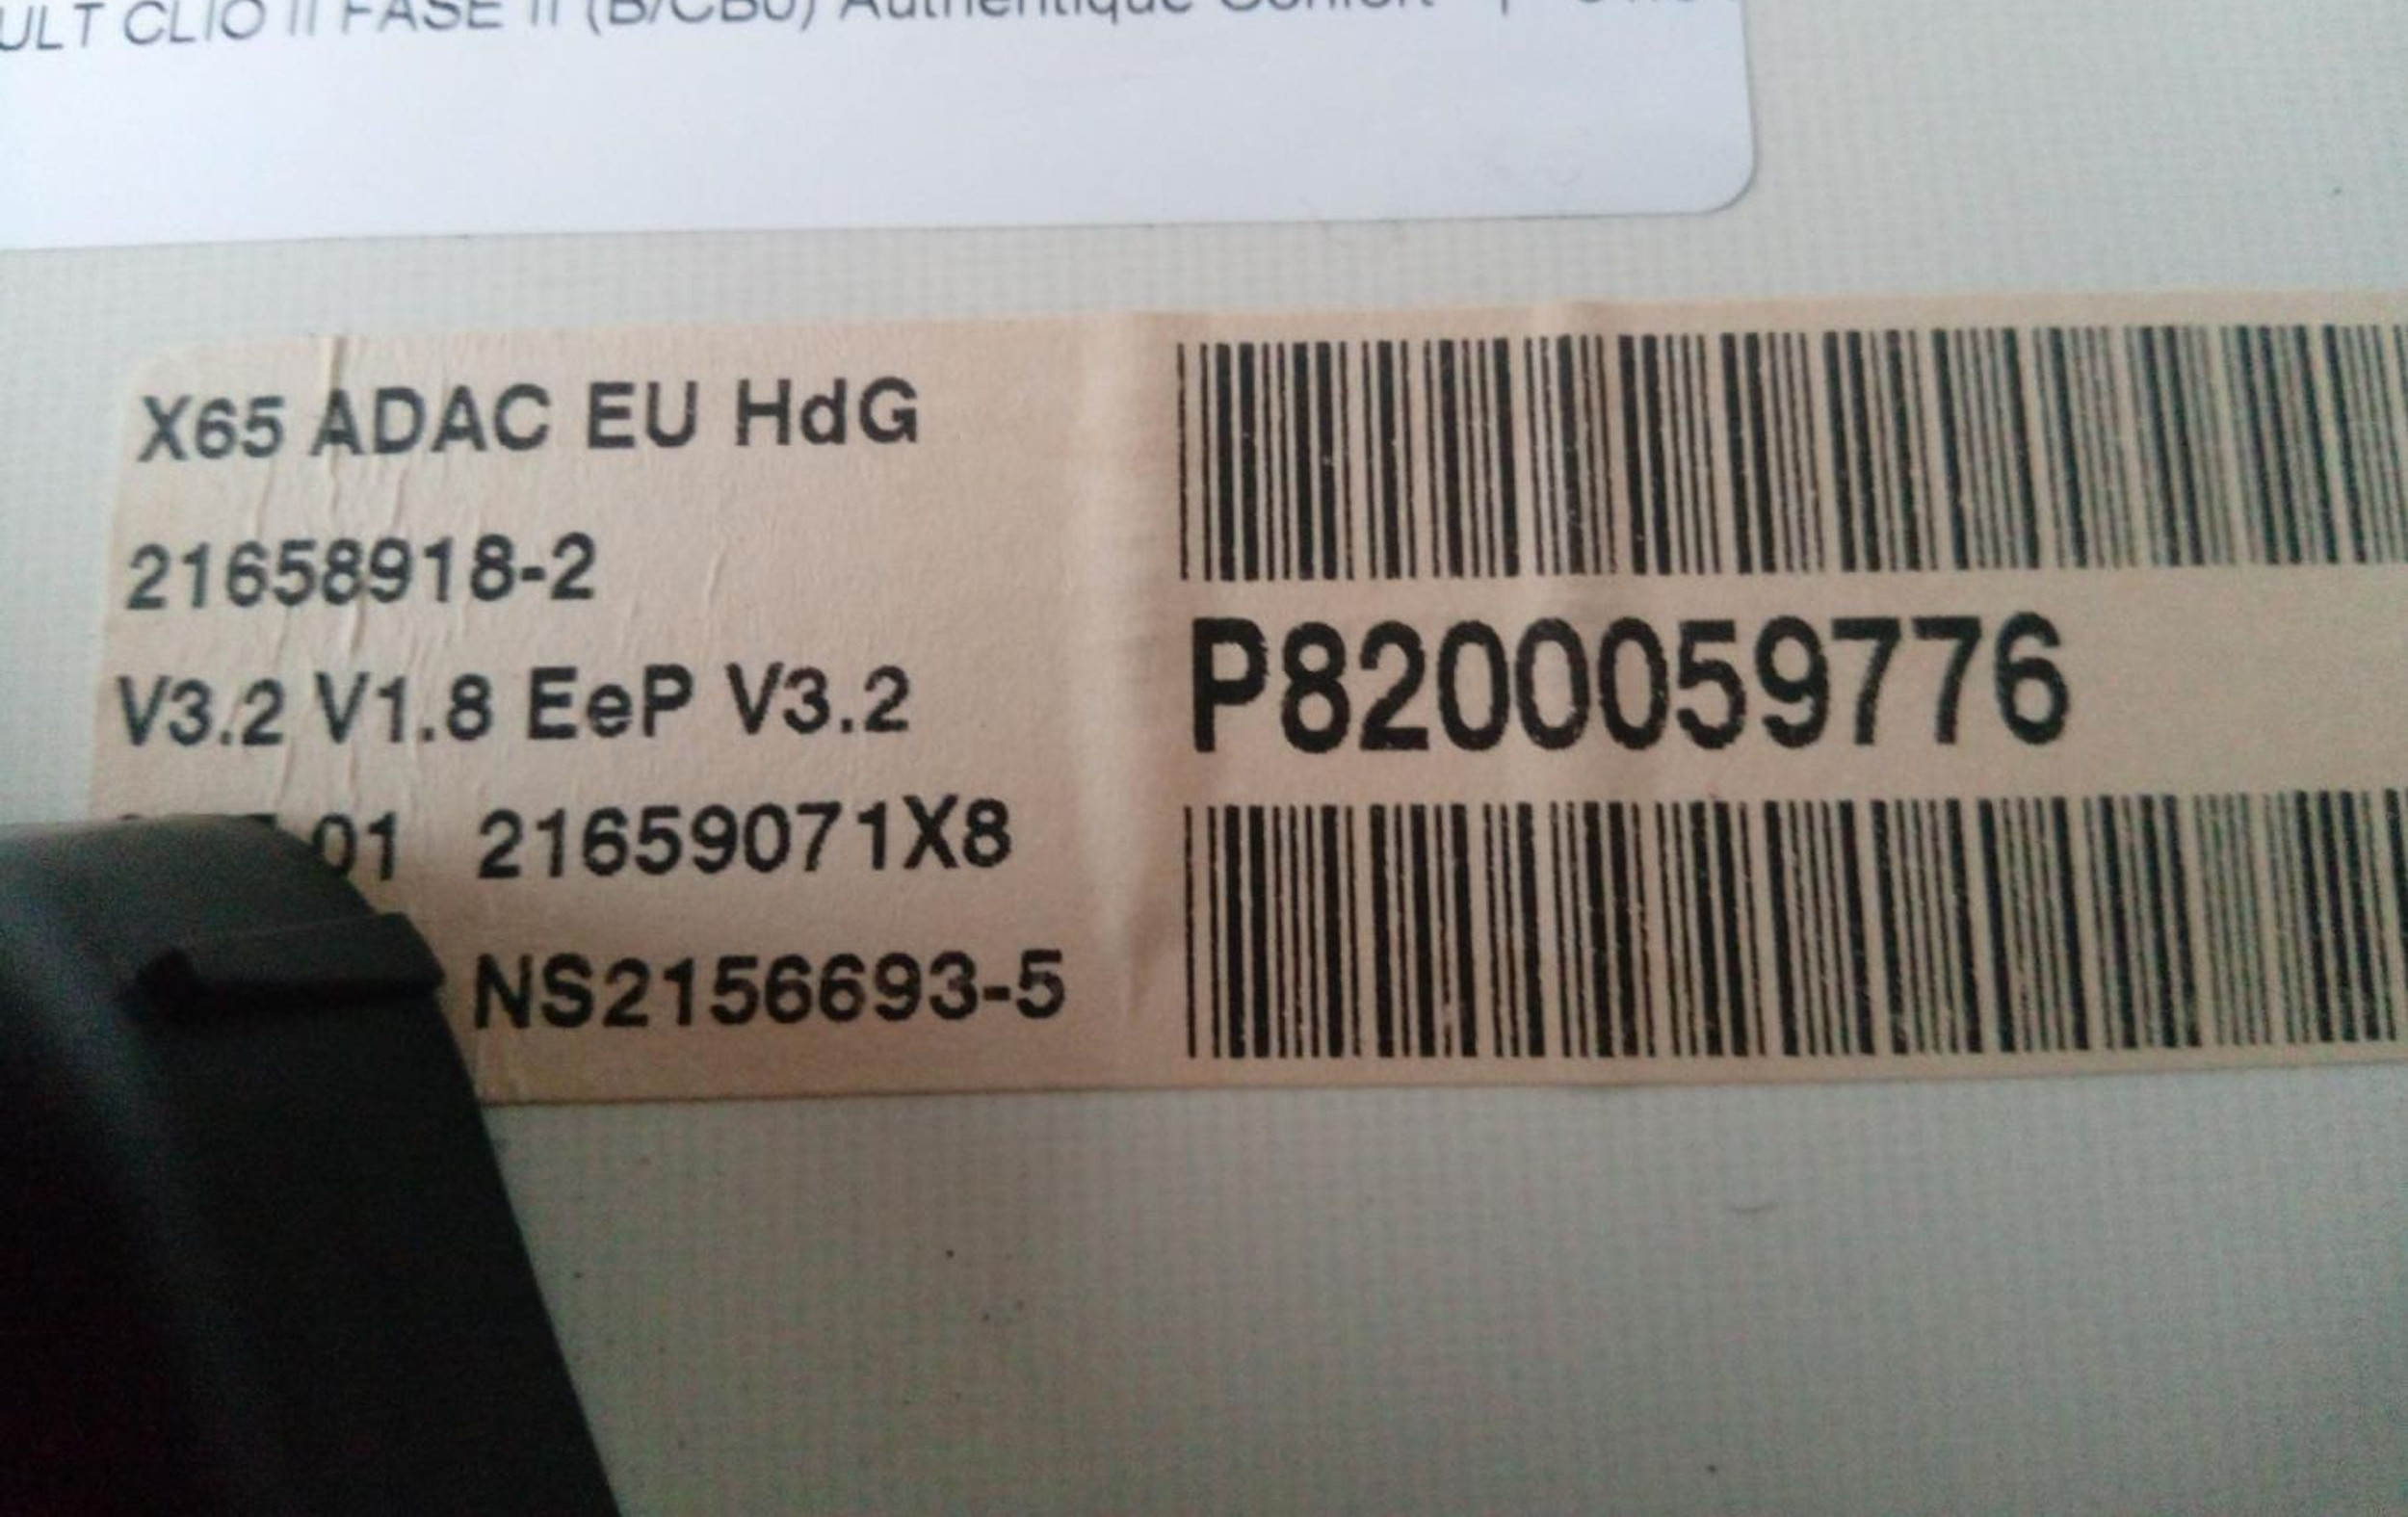 CLIO II FASE II (B/CB0) Authentique Confort
X65 ADAC EU HdG
21658918-2
V3.2 V1.8 EeP V3.2
01 21659071X8
NS2156693-5
P8200059776